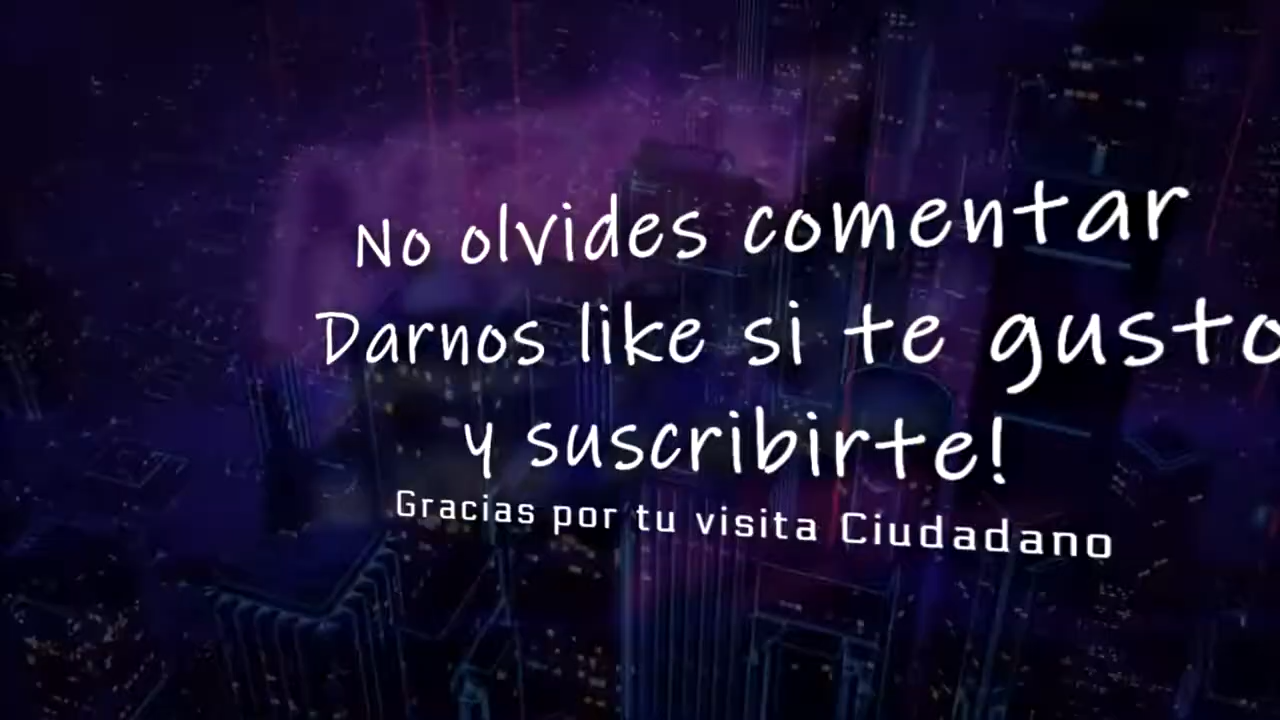 No olvides comentar
Darnos like si te gusto
y suscribirte!
Gracias por tu visita Ciudadano